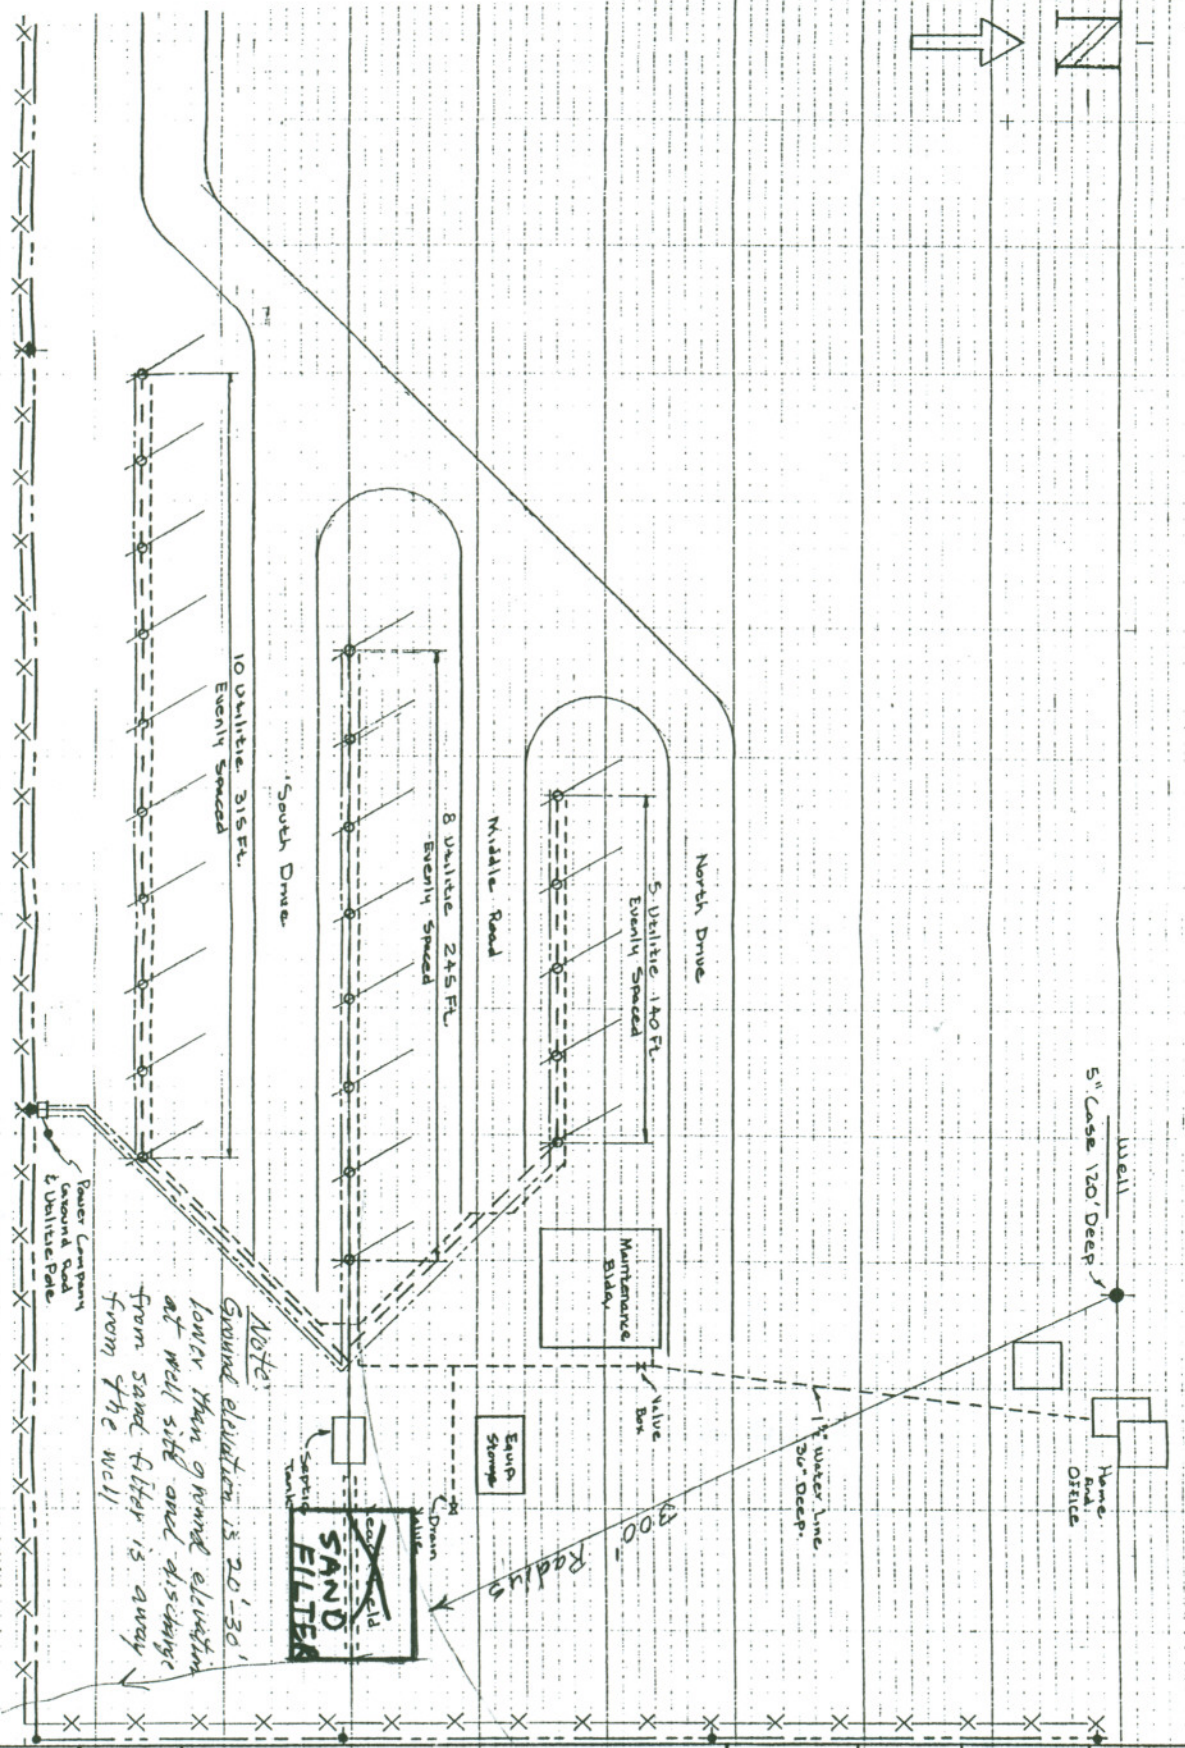 N
Well
5" Case 120' Deep
Home
And
Office
1½" Water Line
36" Deep.
Valve
Box
300'
Radius
North Drive
5 Utilitie 140 Ft.
Evenly Spaced
Maintenance
Bldg.
Equip
Storage
Middle Road
8 Utilitie 245 Ft.
Evenly Spaced
Drain
Valve
Septic
Tank
SAND
FILTER
South Drive
10 Utilitie 315 Ft.
Evenly Spaced
Note:
Ground elevation is 20'-30'
lower than ground elevation
at well site and discharge
from sand filter is away
from the well
Power Company
Ground Rod
& Utilitie Pole